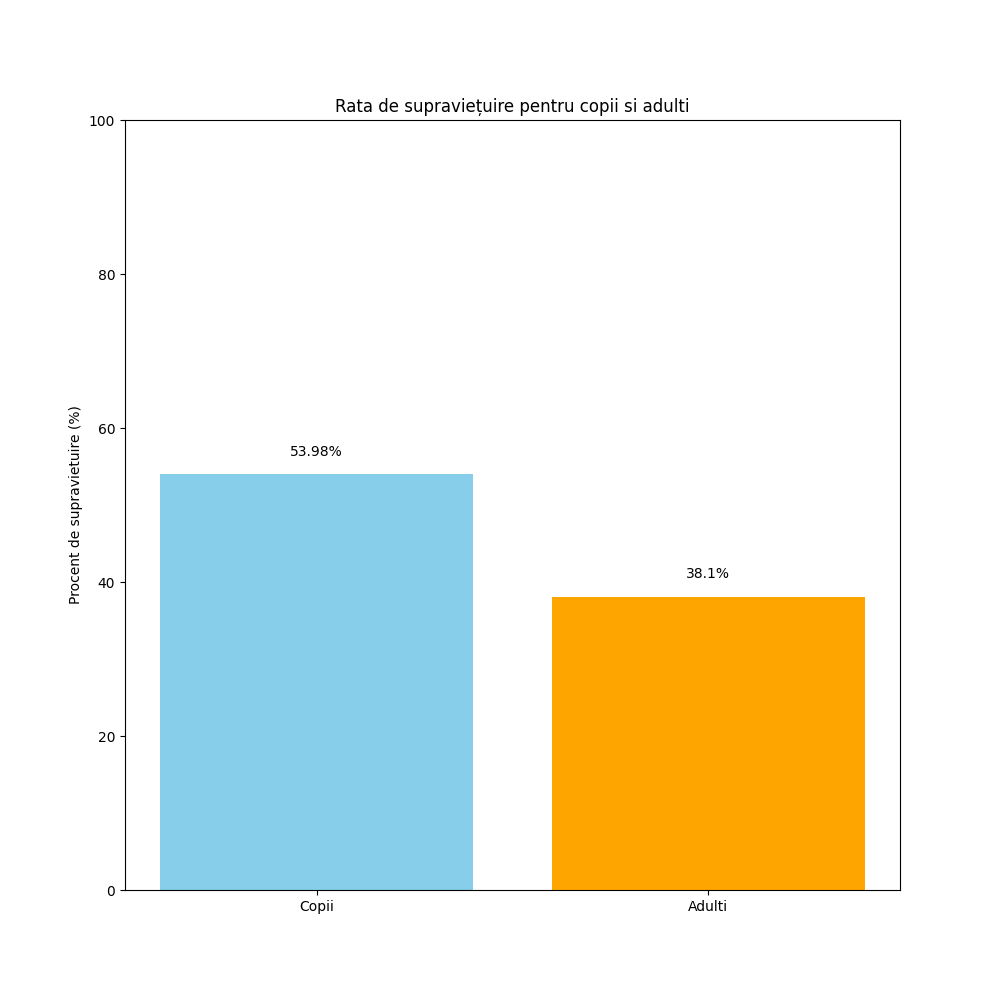 Rata de supraviețuire pentru copii si adulti
100
80
60
40
20
0
Procent de supravietuire (%)
53.98%
38.1%
Copii
Adulti